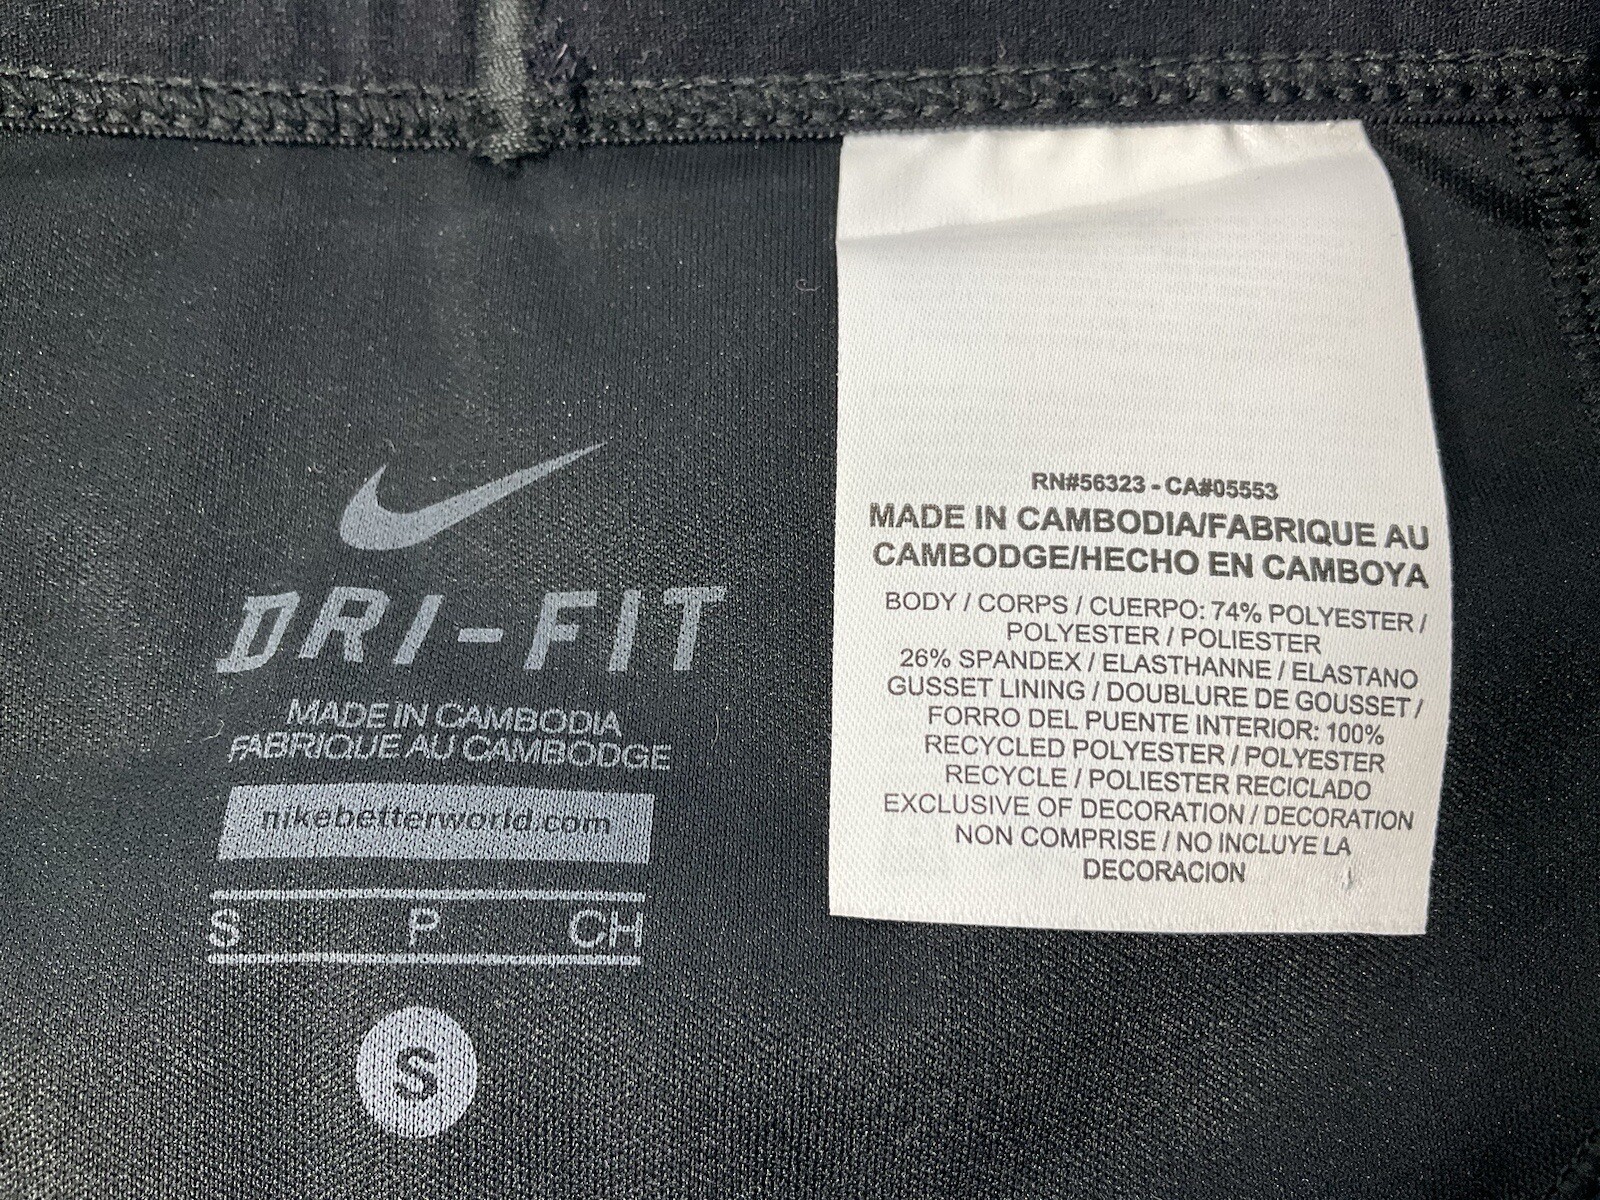 DRI-FIT
MADE IN CAMBODIA
FABRIQUE AU CAMBODGE
nikebetterworld.com
S P CH
S
RN#56323 - CA#05553
MADE IN CAMBODIA/FABRIQUE AU
CAMBODGE/HECHO EN CAMBOYA
BODY / CORPS / CUERPO: 74% POLYESTER /
POLYESTER / POLIESTER
26% SPANDEX / ELASTHANNE / ELASTANO
GUSSET LINING / DOUBLURE DE GOUSSET /
FORRO DEL PUENTE INTERIOR: 100%
RECYCLED POLYESTER / POLYESTER
RECYCLE / POLIESTER RECICLADO
EXCLUSIVE OF DECORATION / DECORATION
NON COMPRISE / NO INCLUYE LA
DECORACION